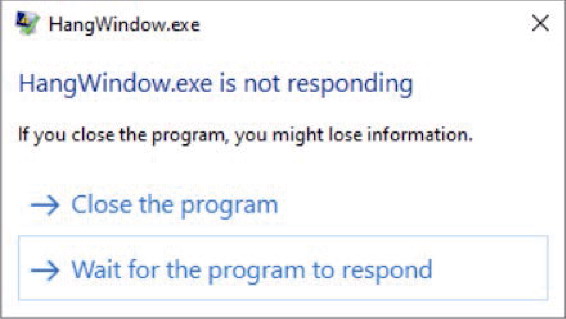 HangWindow.exe
HangWindow.exe is not responding
If you close the program, you might lose information.
Close the program
Wait for the program to respond